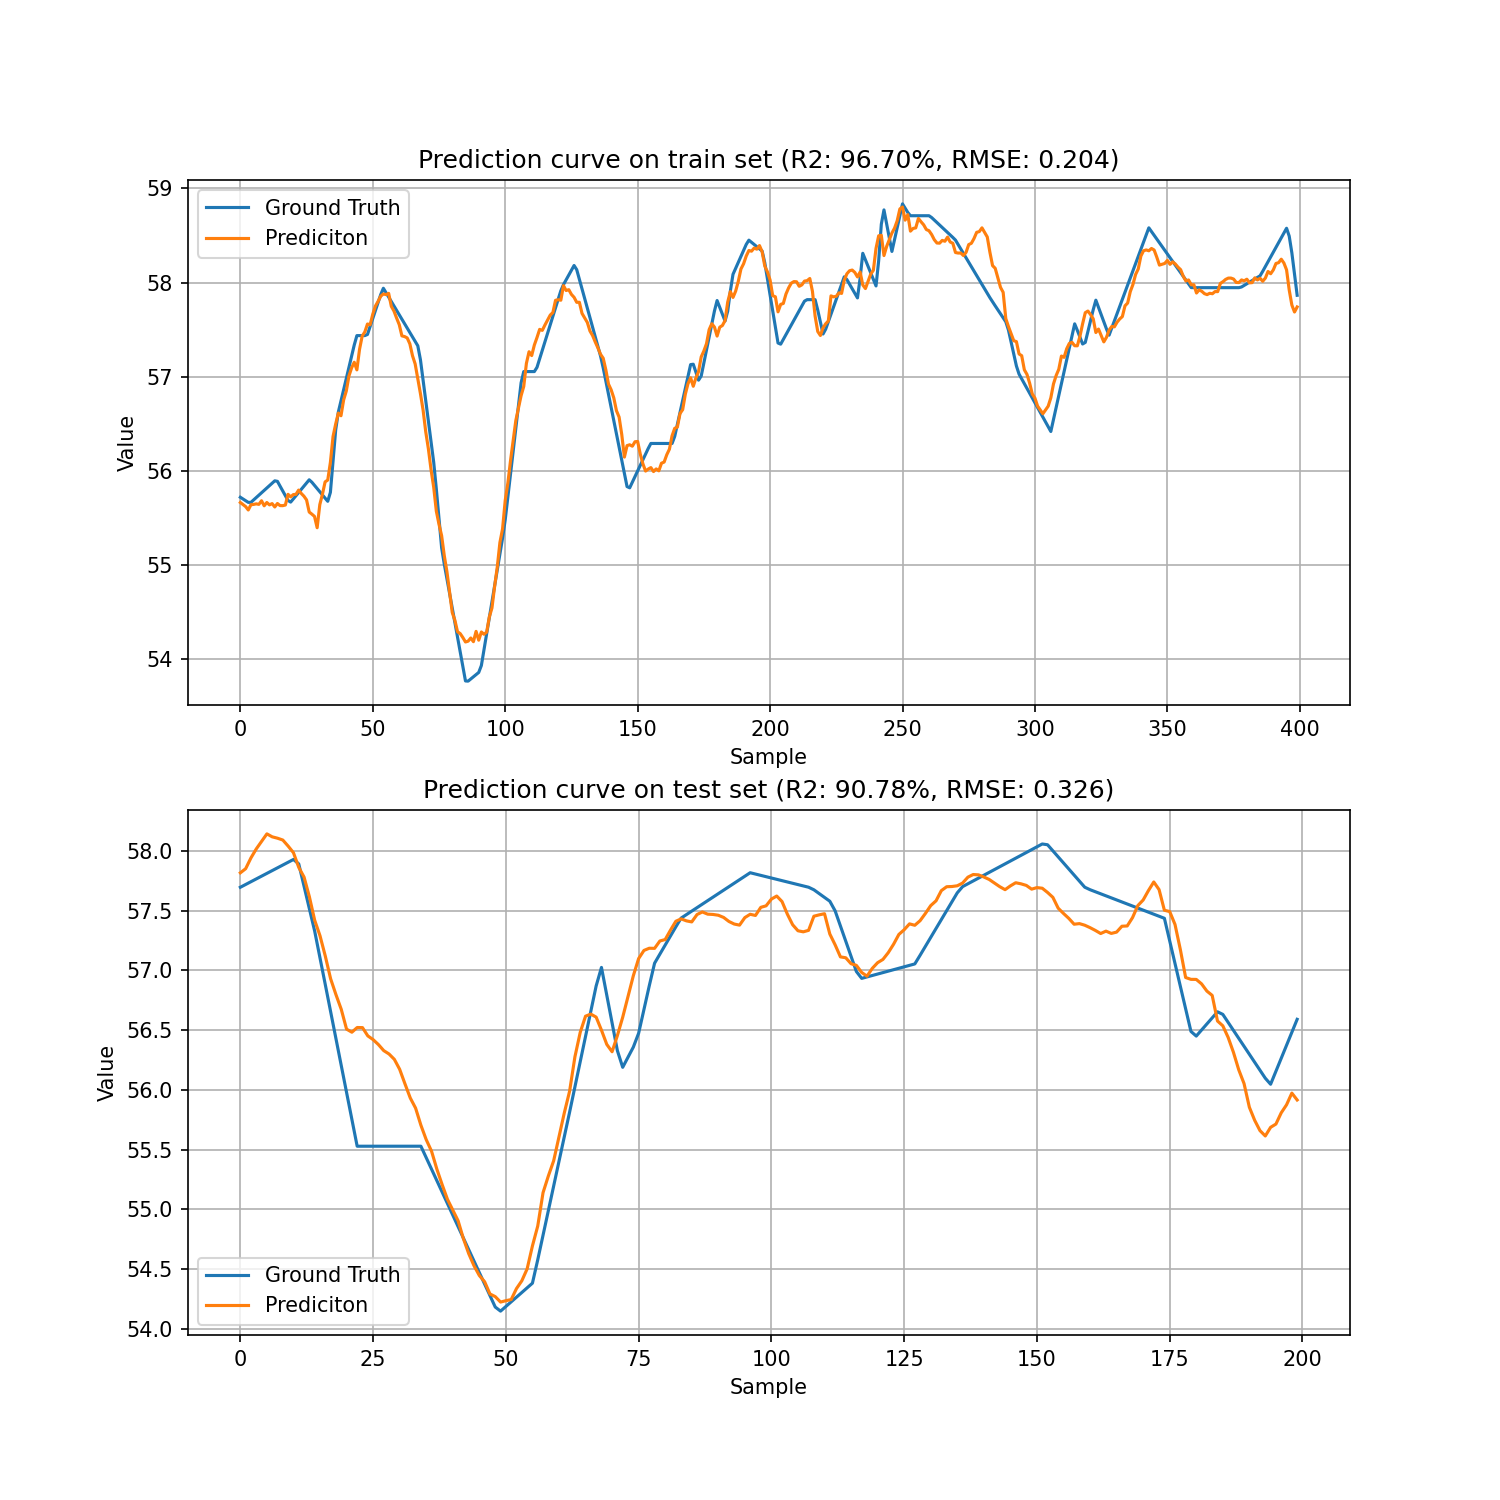 Prediction curve on train set (R2: 96.70%, RMSE: 0.204)
59
58
57
56
55
54
Value
Ground Truth
Prediciton
0 50 100 150 200 250 300 350 400
Sample
Prediction curve on test set (R2: 90.78%, RMSE: 0.326)
58.0
57.5
57.0
56.5
56.0
55.5
55.0
54.5
54.0
Value
Ground Truth
Prediciton
0 25 50 75 100 125 150 175 200
Sample